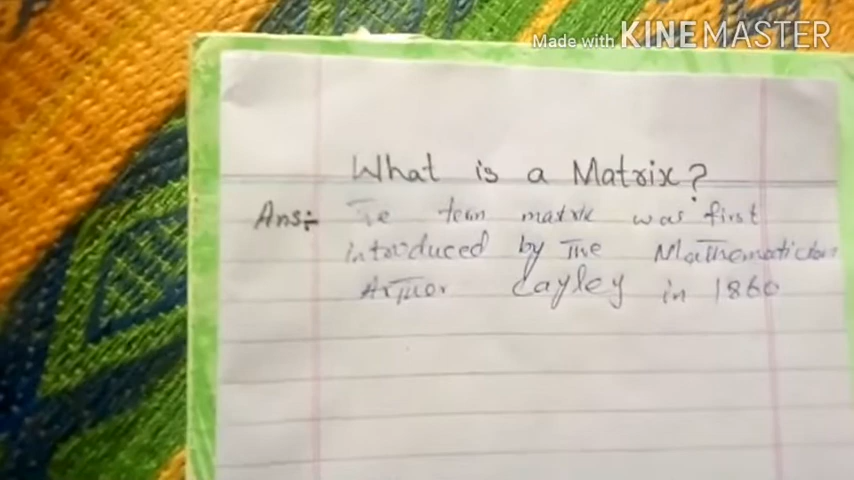 Made with KINEMASTER
What is a Matrix?
Ans:- The term matrix was first
introduced by The Mathematician
Arthor Cayley in 1860